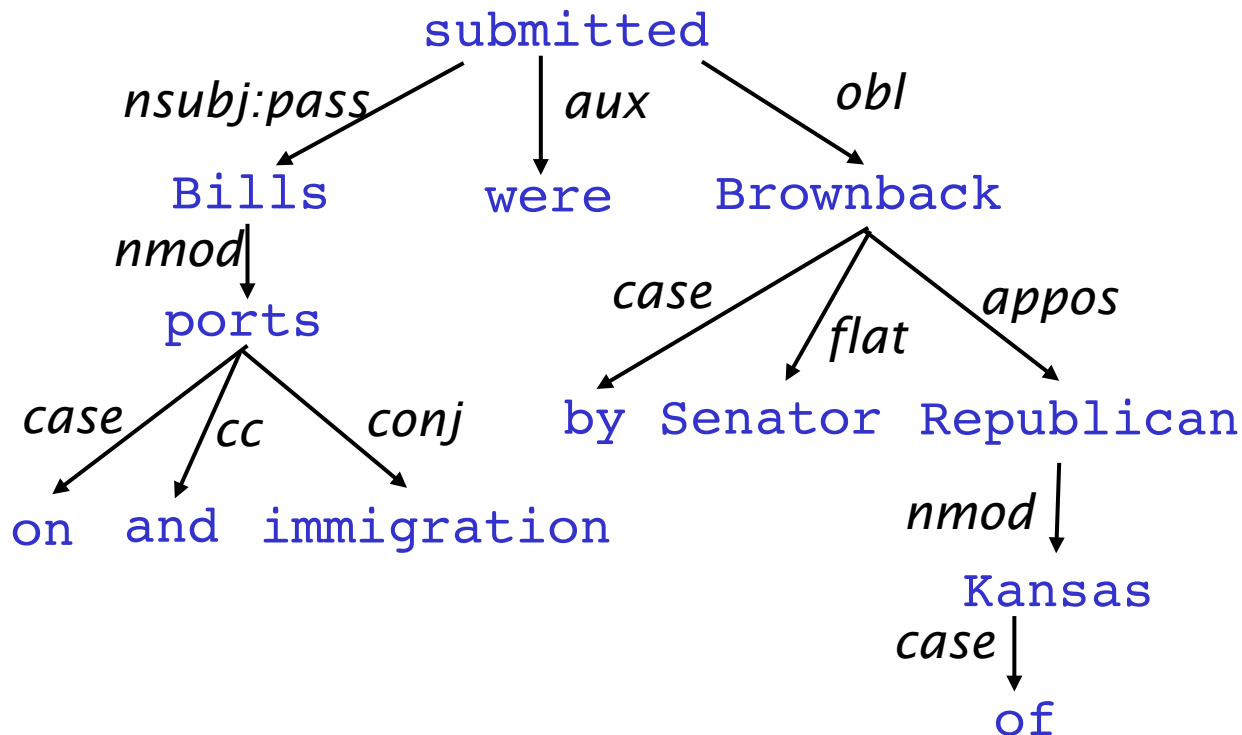 submitted
nsubj:pass aux obl
Bills were Brownback
nmod
ports
case flat appos
case cc conj
by Senator Republican
on and immigration
nmod
Kansas
case
of